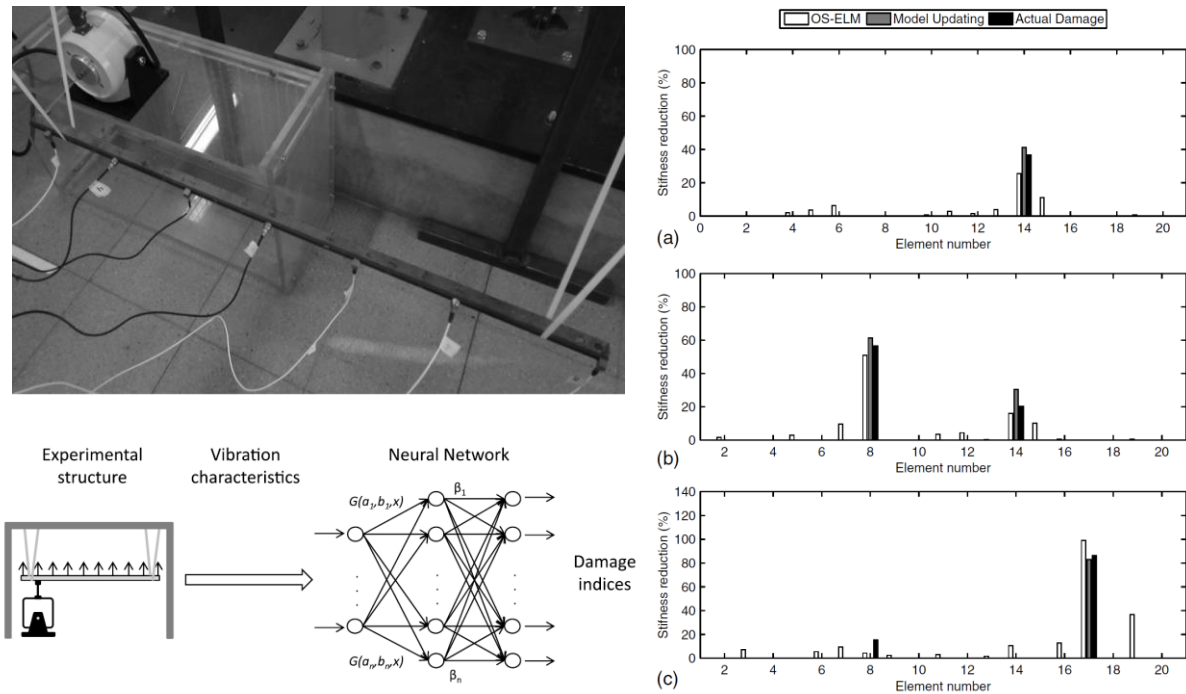 Experimental
structure
Vibration
characteristics
Neural Network
G(a₁,b₁,x)
β₁
Damage
indices
G(aₙ,bₙ,x)
βₙ
OS-ELM Model Updating Actual Damage
100
80
60
40
20
0
Stifness reduction (%)
0 2 4 6 8 10 12 14 16 18 20
Element number
(a)
100
80
60
40
20
0
Stifness reduction (%)
2 4 6 8 10 12 14 16 18 20
Element number
(b)
140
120
100
80
60
40
20
0
Stifness reduction (%)
2 4 6 8 10 12 14 16 18 20
Element number
(c)